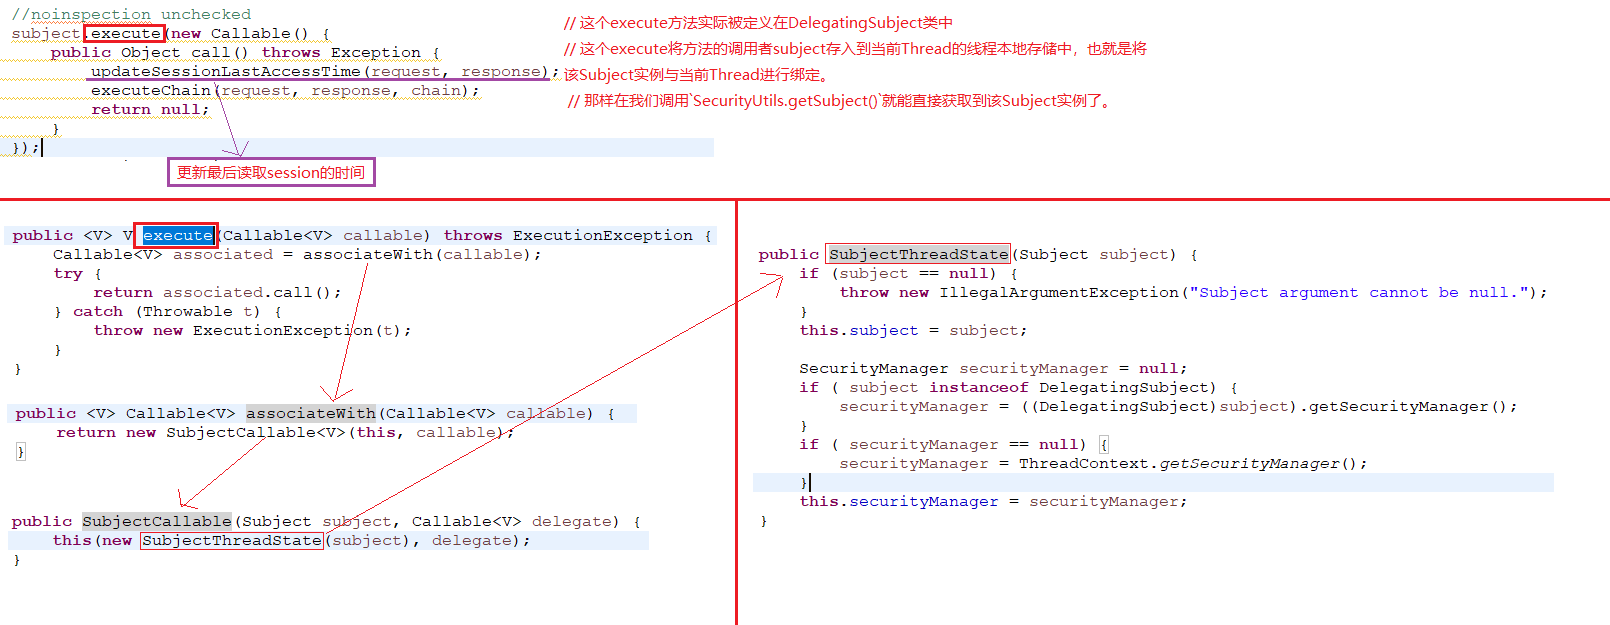 //noinspection unchecked
subject.execute(new Callable() {
public Object call() throws Exception {
updateSessionLastAccessTime(request, response);
executeChain(request, response, chain);
return null;
}
});
// 这个execute方法实际被定义在DelegatingSubject类中
// 这个execute将方法的调用者subject存入到当前Thread的线程本地存储中，也就是将
该Subject实例与当前Thread进行绑定。
// 那样在我们调用`SecurityUtils.getSubject()`就能直接获取到该Subject实例了。
更新最后读取session的时间
public <V> V execute(Callable<V> callable) throws ExecutionException {
Callable<V> associated = associateWith(callable);
try {
return associated.call();
} catch (Throwable t) {
throw new ExecutionException(t);
}
}
public <V> Callable<V> associateWith(Callable<V> callable) {
return new SubjectCallable<V>(this, callable);
}
public SubjectCallable(Subject subject, Callable<V> delegate) {
this(new SubjectThreadState(subject), delegate);
}
public SubjectThreadState(Subject subject) {
if (subject == null) {
throw new IllegalArgumentException("Subject argument cannot be null.");
}
this.subject = subject;
SecurityManager securityManager = null;
if ( subject instanceof DelegatingSubject) {
securityManager = ((DelegatingSubject)subject).getSecurityManager();
}
if ( securityManager == null) {
securityManager = ThreadContext.getSecurityManager();
}
this.securityManager = securityManager;
}